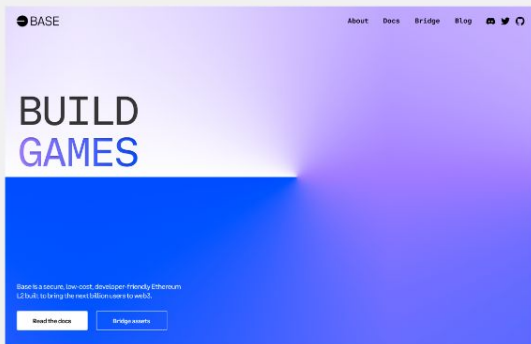 BASE
About Docs Bridge Blog
BUILD
GAMES
Base is a secure, low-cost, developer-friendly Ethereum
L2 built to bring the next billion users to web3.
Read the docs Bridge assets